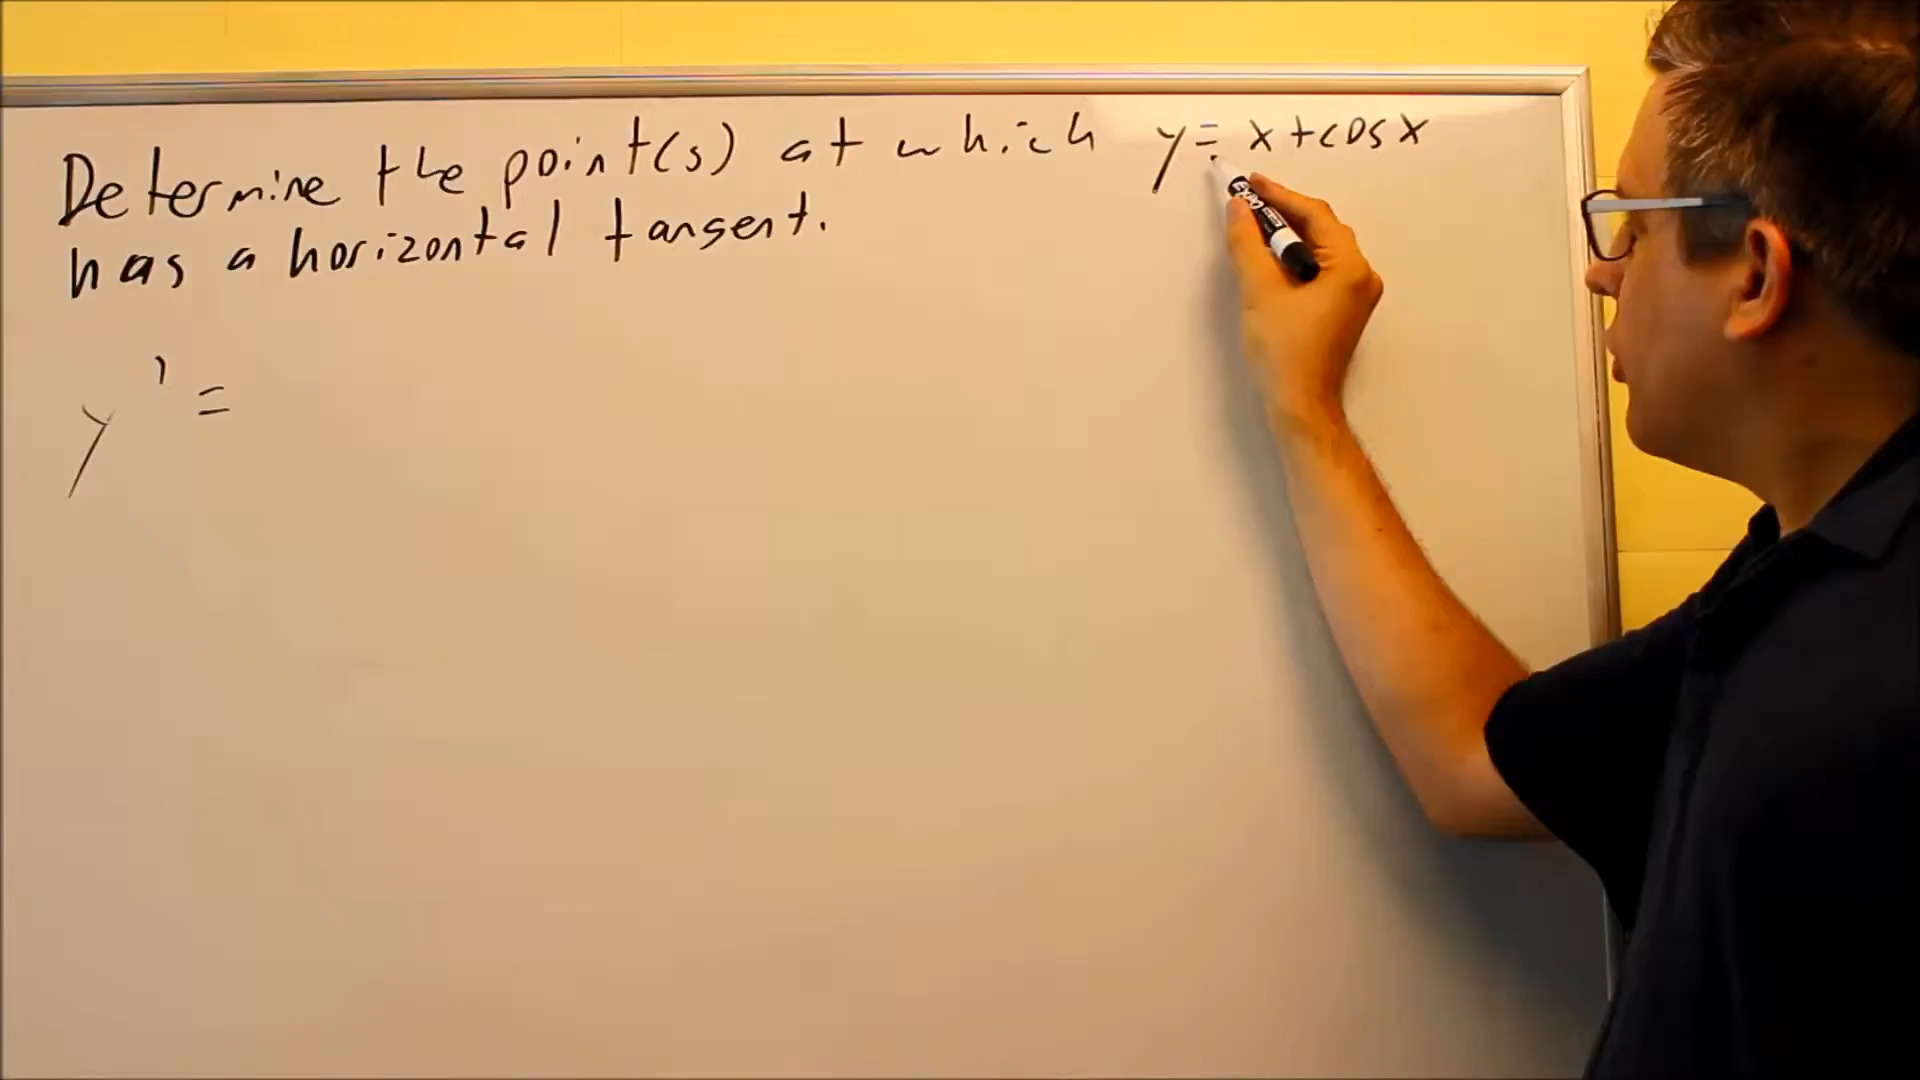 Determine the point(s) at which y = x + cos x
has a horizontal tangent.
y' =